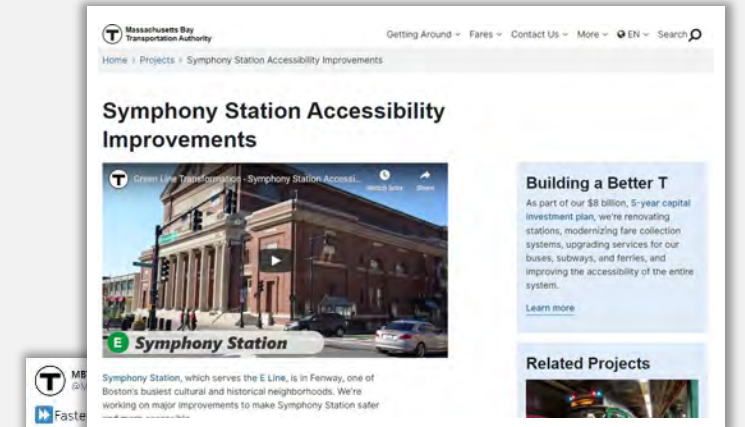 Massachusetts Bay
Transportation Authority
Getting Around Fares Contact Us More EN Search
Home Projects Symphony Station Accessibility Improvements
Symphony Station Accessibility
Improvements
Green Line Transformation - Symphony Station Accessi...
Watch later Share
E Symphony Station
Symphony Station, which serves the E Line, is in Fenway, one of
Boston's busiest cultural and historical neighborhoods. We're
working on major improvements to make Symphony Station safer
and more accessible.
Building a Better T
As part of our $8 billion, 5-year capital
investment plan, we're renovating
stations, modernizing fare collection
systems, upgrading services for our
buses, subways, and ferries, and
improving the accessibility of the entire
system.
Learn more
Related Projects
T MB
@M
Faste